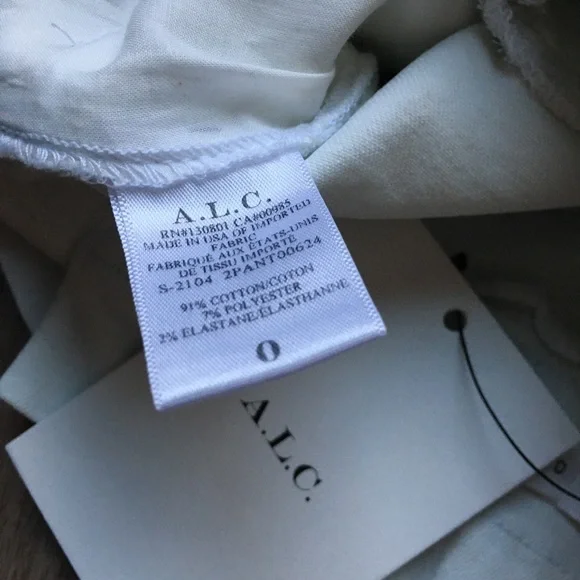 A.L.C.
RN#130801 CA#00985
MADE IN USA OF IMPORTED
FABRIC
FABRIQUÉ AUX ÉTATS-UNIS
DE TISSU IMPORTÉ
S-2104 2PANT00624
91% COTTON/COTON
7% POLYESTER
2% ELASTANE/ELASTHANNE
0
A.L.C.